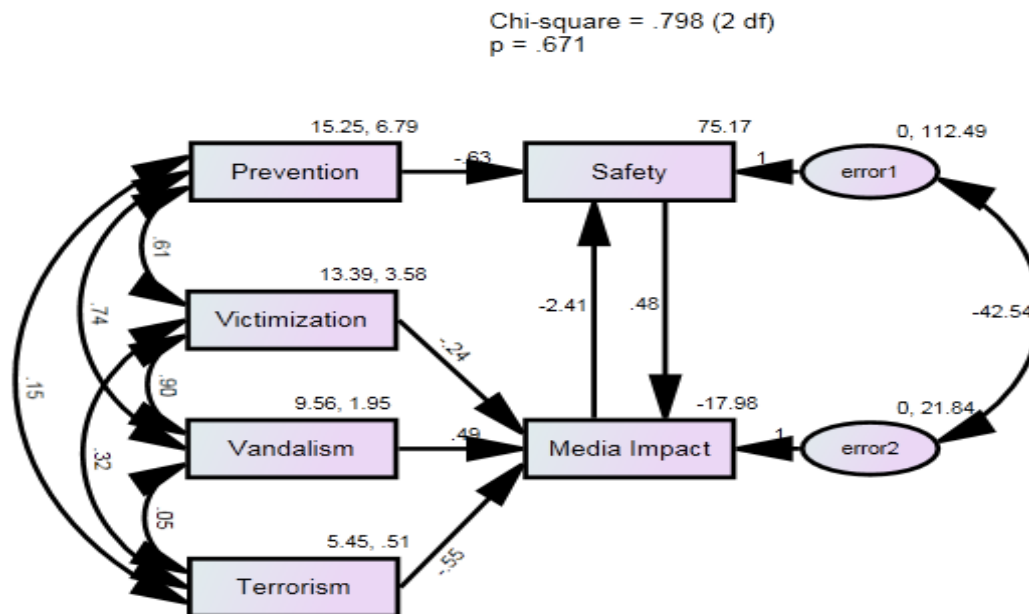 Chi-square = .798 (2 df)
p = .671
15.25, 6.79
75.17
0, 112.49
Prevention
-.63
Safety
1
error1
.61
13.39, 3.58
Victimization
.74
-2.41
.48
-42.54
.15
-.24
.90
9.56, 1.95
-17.98
0, 21.84
Vandalism
.49
Media Impact
1
error2
.32
.05
5.45, .51
-.55
Terrorism